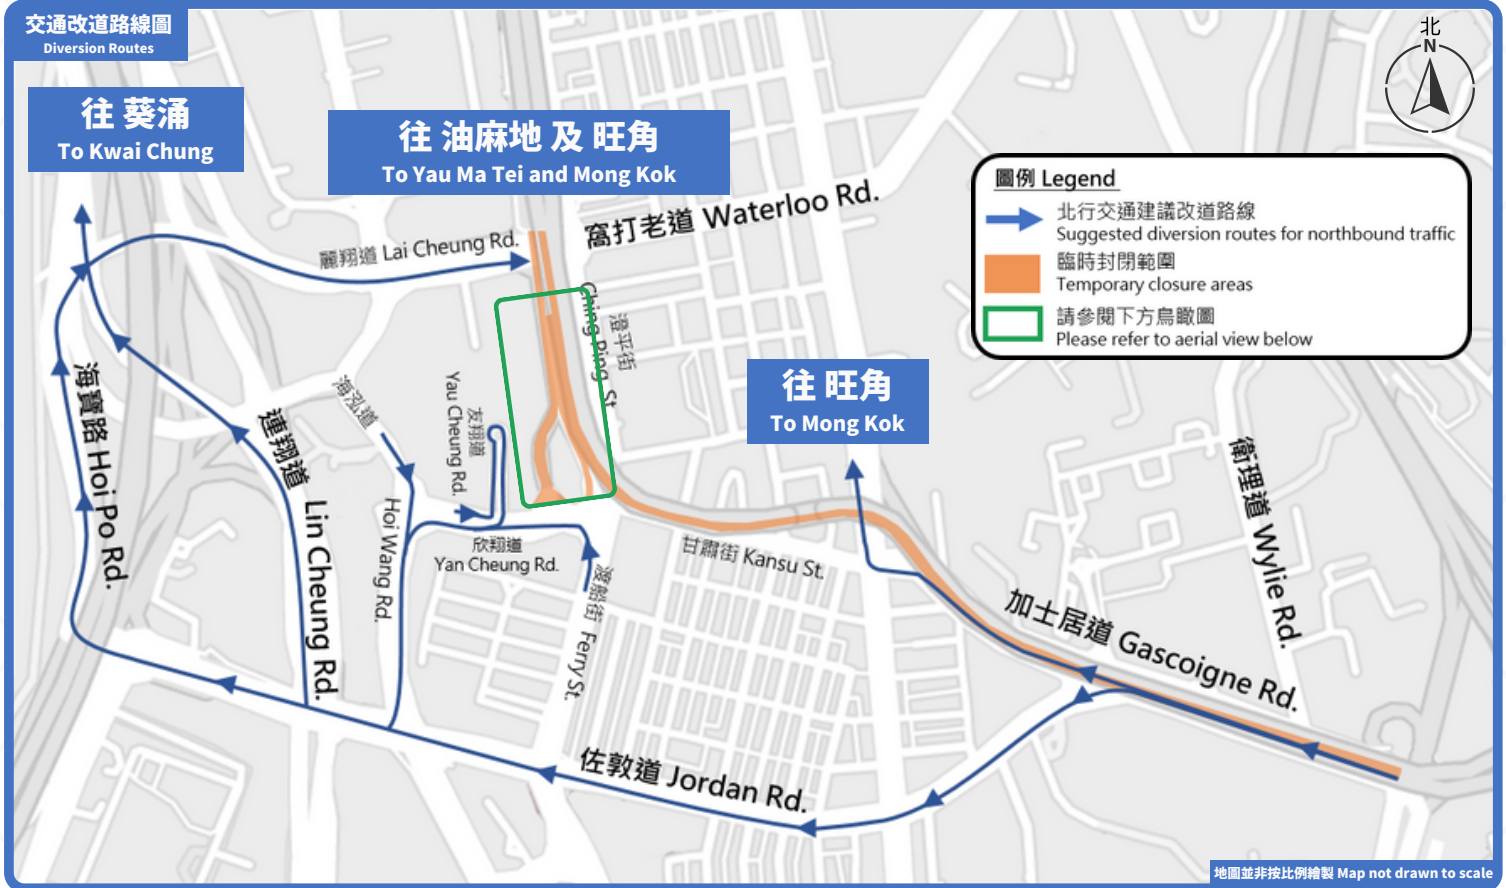 交通改道路線圖
Diversion Routes
北
N
往 葵涌
To Kwai Chung
往 油麻地 及 旺角
To Yau Ma Tei and Mong Kok
圖例 Legend
北行交通建議改道路線
Suggested diversion routes for northbound traffic
臨時封閉範圍
Temporary closure areas
請參閱下方鳥瞰圖
Please refer to aerial view below
窩打老道 Waterloo Rd.
麗翔道 Lai Cheung Rd.
澄平街
Ching Ping St.
往 旺角
To Mong Kok
海寶路 Hoi Po Rd.
連翔道 Lin Cheung Rd.
海泓道
Hoi Wang Rd.
友翔道
Yau Cheung Rd.
欣翔道
Yan Cheung Rd.
渡船街 Ferry St.
甘肅街 Kansu St.
衞理道 Wylie Rd.
加士居道 Gascoigne Rd.
佐敦道 Jordan Rd.
地圖並非按比例繪製 Map not drawn to scale